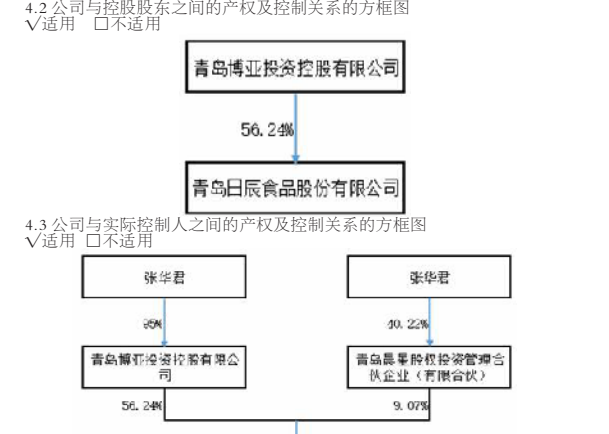 4.2 公司与控股股东之间的产权及控制关系的方框图
√适用 □不适用
青岛博亚投资控股有限公司
56.24%
青岛日辰食品股份有限公司
4.3 公司与实际控制人之间的产权及控制关系的方框图
√适用 □不适用
张华君 张华君
95% 40.22%
青岛博亚投资控股有限公
司
青岛晨星股权投资管理合
伙企业（有限合伙）
56.24% 9.07%